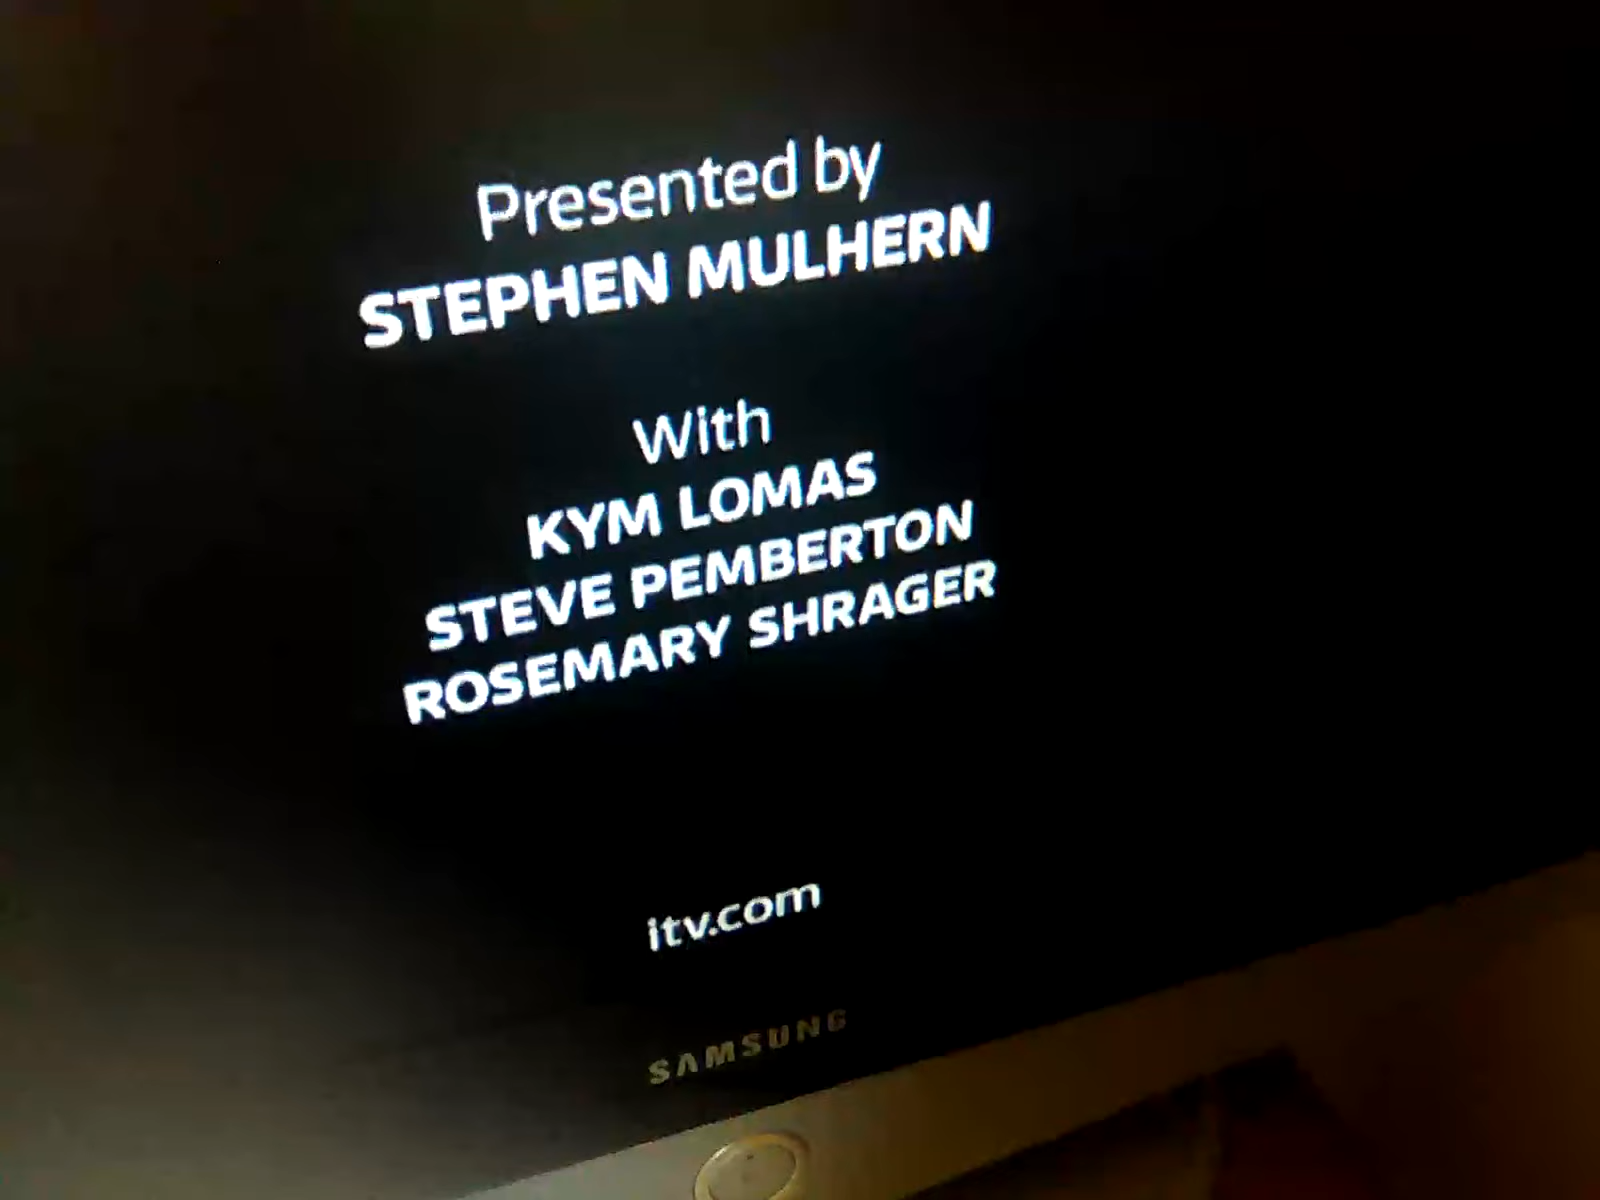 Presented by
STEPHEN MULHERN
With
KYM LOMAS
STEVE PEMBERTON
ROSEMARY SHRAGER
itv.com
SAMSUNG